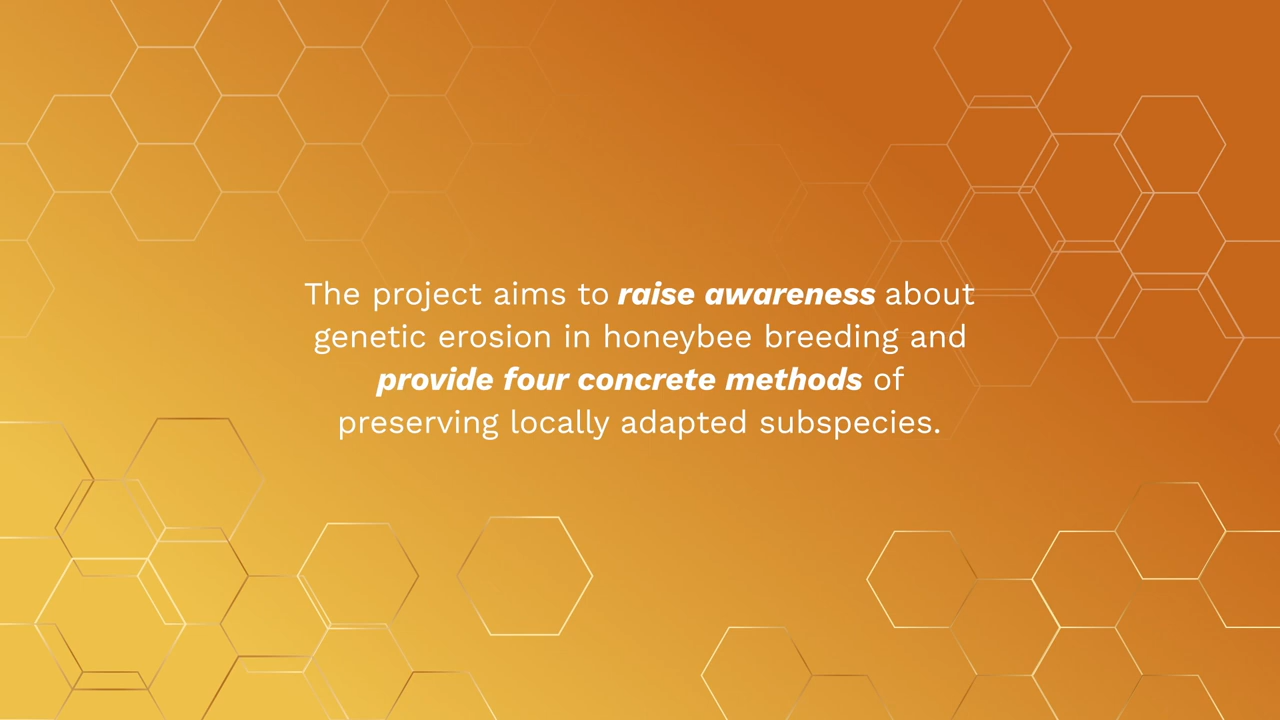 The project aims to raise awareness about
genetic erosion in honeybee breeding and
provide four concrete methods of
preserving locally adapted subspecies.